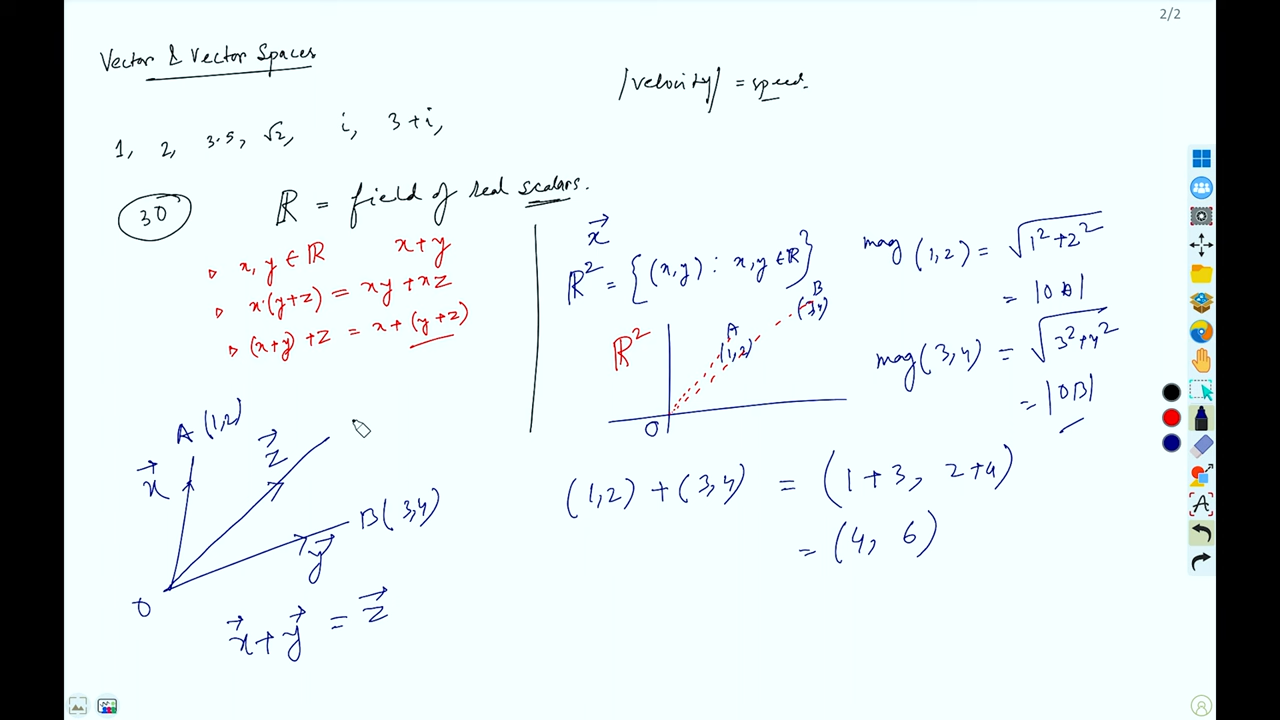 2/2
Vector & Vector Spaces
|velocity| = speed.
1, 2, 3.5, √2, i, 3+i,
30
ℝ = field of real scalars.
x, y ∈ ℝ x+y
x·(y+z) = xy + xz
(x+y)+z = x+(y+z)
x⃗
ℝ² = {(x,y) : x,y ∈ ℝ}
ℝ²
A
(1,2)
B
(3,4)
O
mag (1,2) = √1²+2²
= |OA|
mag (3,4) = √3²+4²
= |OB|
A (1,2)
x⃗
z⃗
B (3,4)
y⃗
O
x⃗ + y⃗ = z⃗
(1,2) + (3,4) = (1+3, 2+4)
= (4, 6)
A